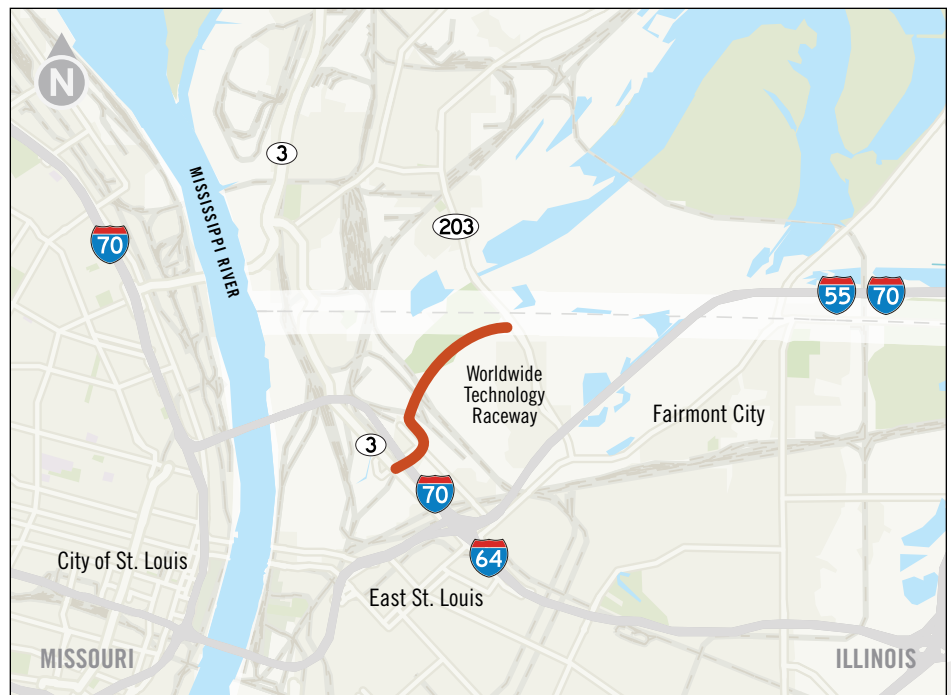 N
3
MISSISSIPPI RIVER
203
70
55
70
Worldwide
Technology
Raceway
Fairmont City
3
70
City of St. Louis
64
East St. Louis
MISSOURI
ILLINOIS